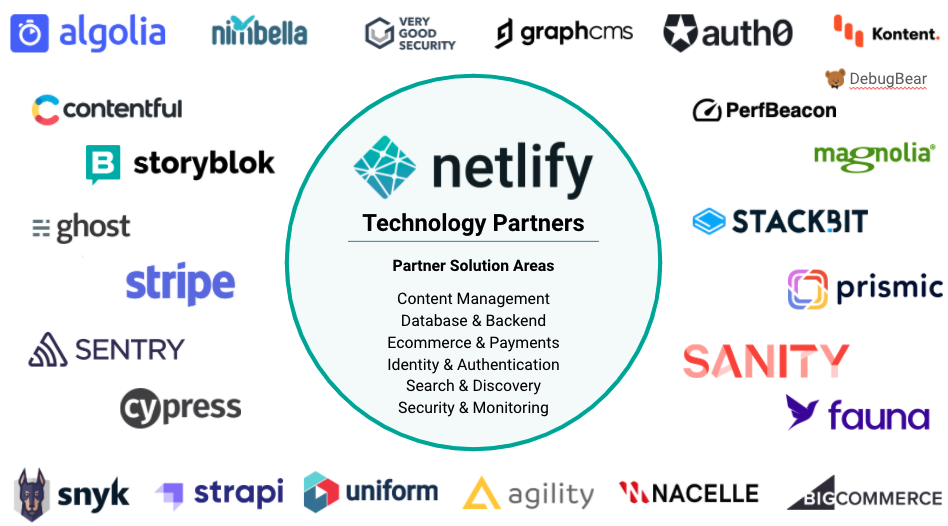 algolia
nimbella
VERY
GOOD
SECURITY
graphcms
auth0
Kontent.
DebugBear
contentful
PerfBeacon
netlify
magnolia®
B storyblok
ghost
Technology Partners
STACKBIT
Partner Solution Areas
stripe
prismic
Content Management
Database & Backend
Ecommerce & Payments
SENTRY
SANITY
Identity & Authentication
Search & Discovery
cypress
Security & Monitoring
fauna
snyk
strapi
uniform
agility
NACELLE
BIGCOMMERCE